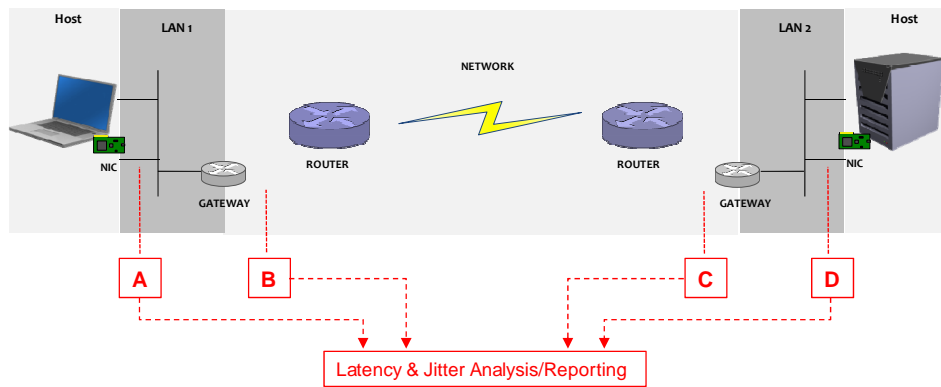 Host
LAN 1
LAN 2
Host
NETWORK
NIC
ROUTER
ROUTER
NIC
GATEWAY
GATEWAY
A
B
C
D
Latency & Jitter Analysis/Reporting